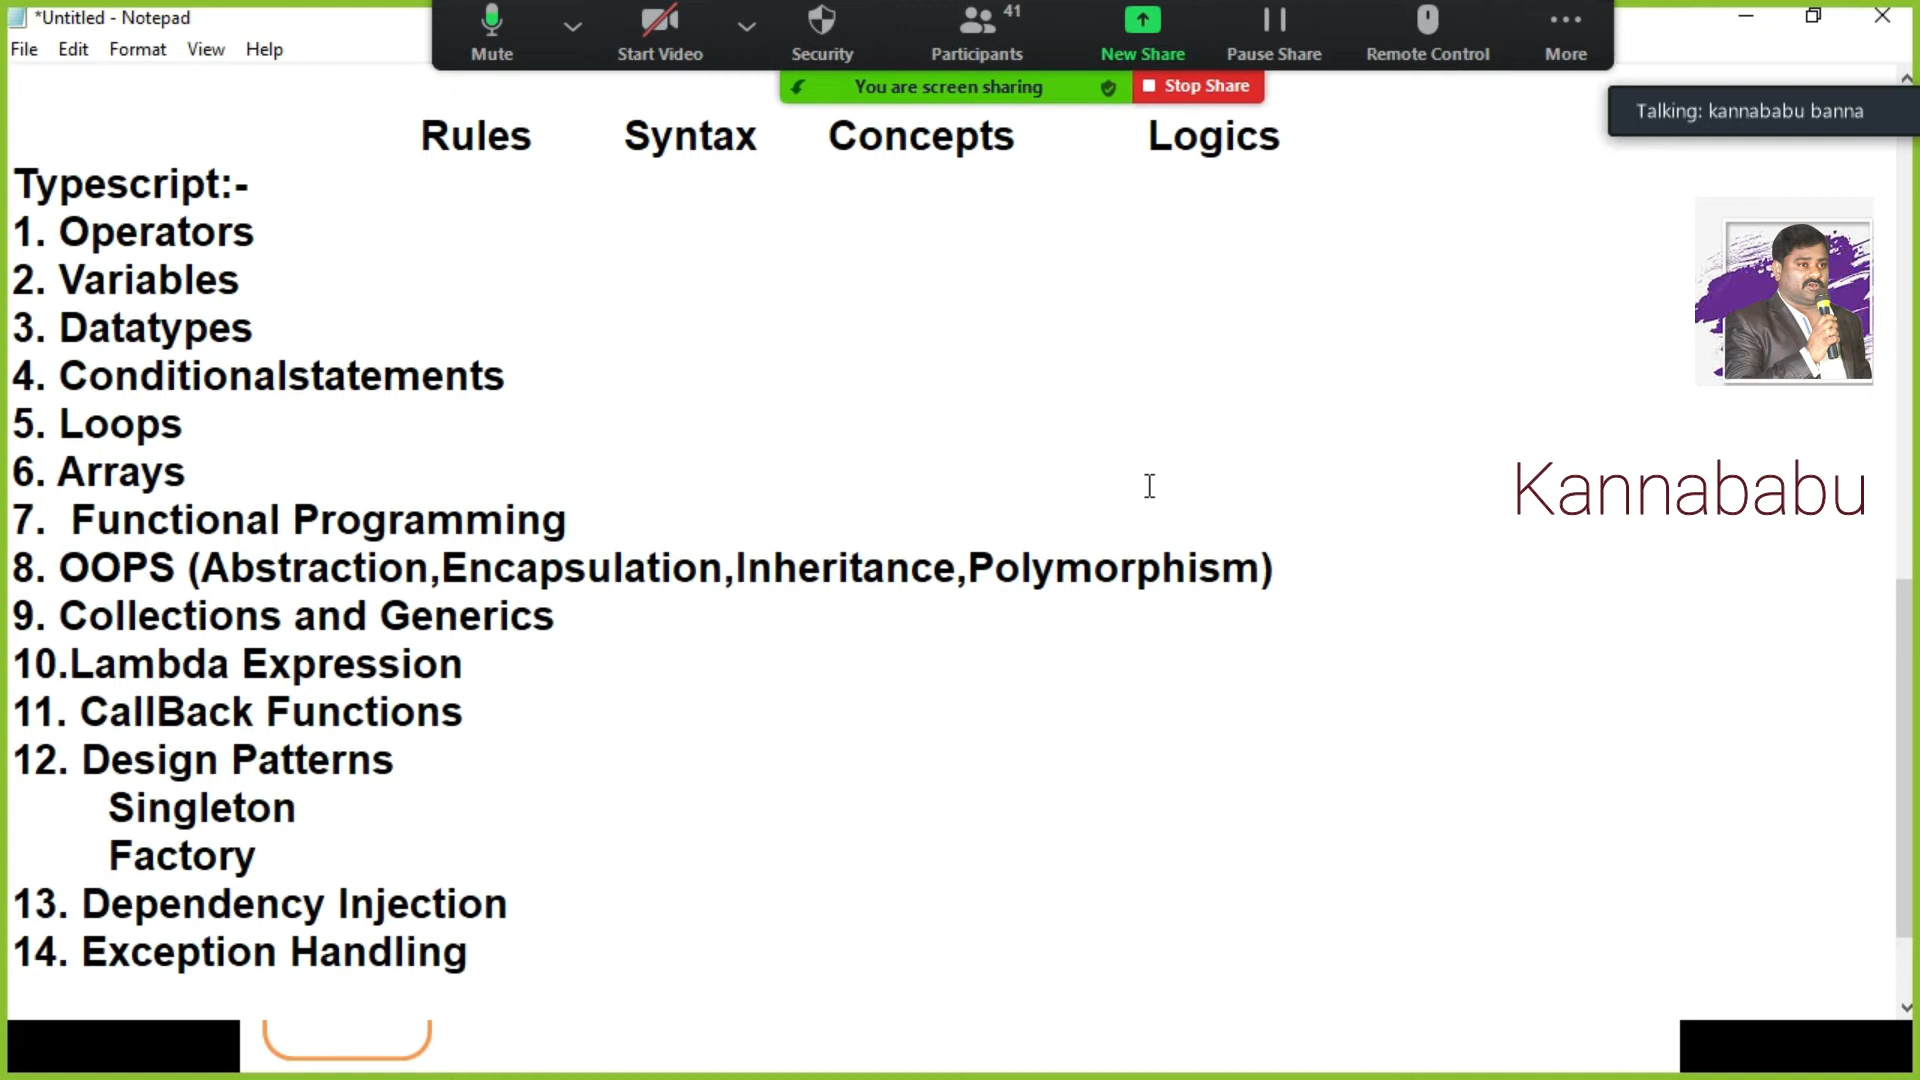 *Untitled - Notepad
File Edit Format View Help
Mute Start Video Security Participants 41 New Share Pause Share Remote Control More
You are screen sharing Stop Share
Talking: kannababu banna
Rules Syntax Concepts Logics
Typescript:-
1. Operators
2. Variables
3. Datatypes
4. Conditionalstatements
5. Loops
6. Arrays
7. Functional Programming
8. OOPS (Abstraction,Encapsulation,Inheritance,Polymorphism)
9. Collections and Generics
10.Lambda Expression
11. CallBack Functions
12. Design Patterns
Singleton
Factory
13. Dependency Injection
14. Exception Handling
Kannababu